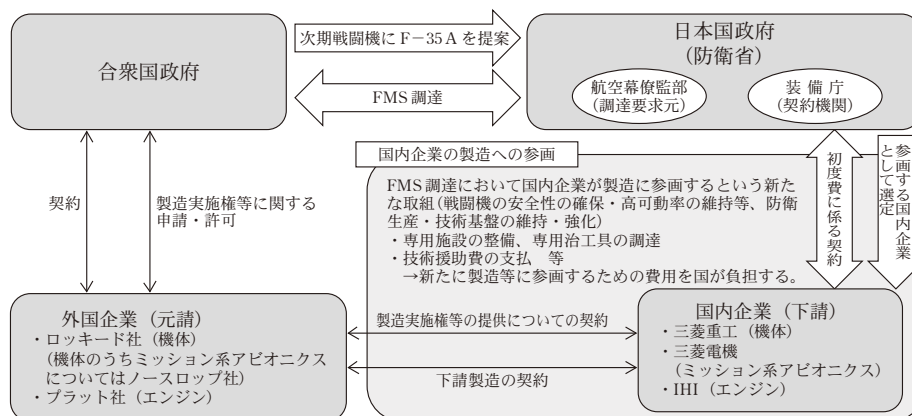 合衆国政府
次期戦闘機にF-35Aを提案
FMS調達
日本国政府
(防衛省)
航空幕僚監部
(調達要求元)
装備庁
(契約機関)
契約
製造実施権等に関する
申請・許可
国内企業の製造への参画
FMS調達において国内企業が製造に参画するという新た
な取組(戦闘機の安全性の確保・高可動率の維持等、防衛
生産・技術基盤の維持・強化)
・専用施設の整備、専用治工具の調達
・技術援助費の支払 等
→新たに製造等に参画するための費用を国が負担する。
初度費に係る契約
参画する国内企業
として選定
外国企業(元請)
・ロッキード社(機体)
(機体のうちミッション系アビオニクス
についてはノースロップ社)
・プラット社(エンジン)
製造実施権等の提供についての契約
下請製造の契約
国内企業(下請)
・三菱重工(機体)
・三菱電機
(ミッション系アビオニクス)
・IHI(エンジン)